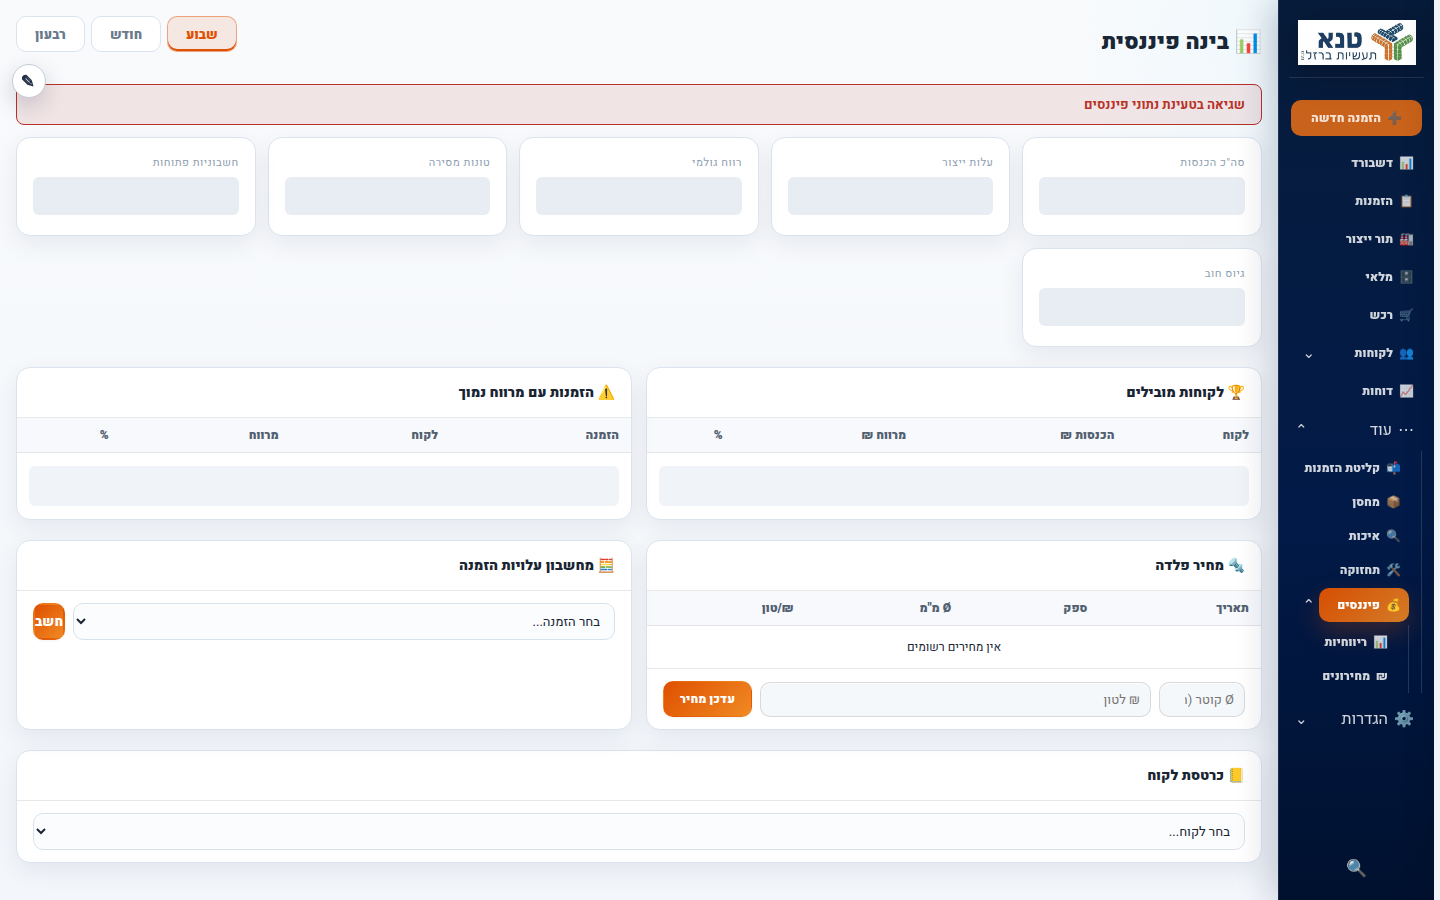 טנא
תעשיות ברזל
➕ הזמנה חדשה
📊 דשבורד
📋 הזמנות
🏭 תור ייצור
🗄️ מלאי
🛒 רכש
👥 לקוחות
📈 דוחות
⋯ עוד
📬 קליטת הזמנות
📦 מחסן
🔍 איכות
🛠️ תחזוקה
💰 פיננסים
📊 ריווחיות
₪ מחירונים
⚙️ הגדרות
📊 בינה פיננסית
שבוע
חודש
רבעון
שגיאה בטעינת נתוני פיננסים
סה"כ הכנסות
עלות ייצור
רווח גולמי
טונות מסירה
חשבוניות פתוחות
גיוס חוב
🏆 לקוחות מובילים
לקוח הכנסות ₪ מרווח ₪ %
⚠️ הזמנות עם מרווח נמוך
הזמנה לקוח מרווח %
🔩 מחיר פלדה
תאריך ספק Ø מ"מ ₪/טון
אין מחירים רשומים
Ø קוטר (
₪ לטון
עדכן מחיר
🧮 מחשבון עלויות הזמנה
בחר הזמנה...
חשב
📒 כרטסת לקוח
בחר לקוח...